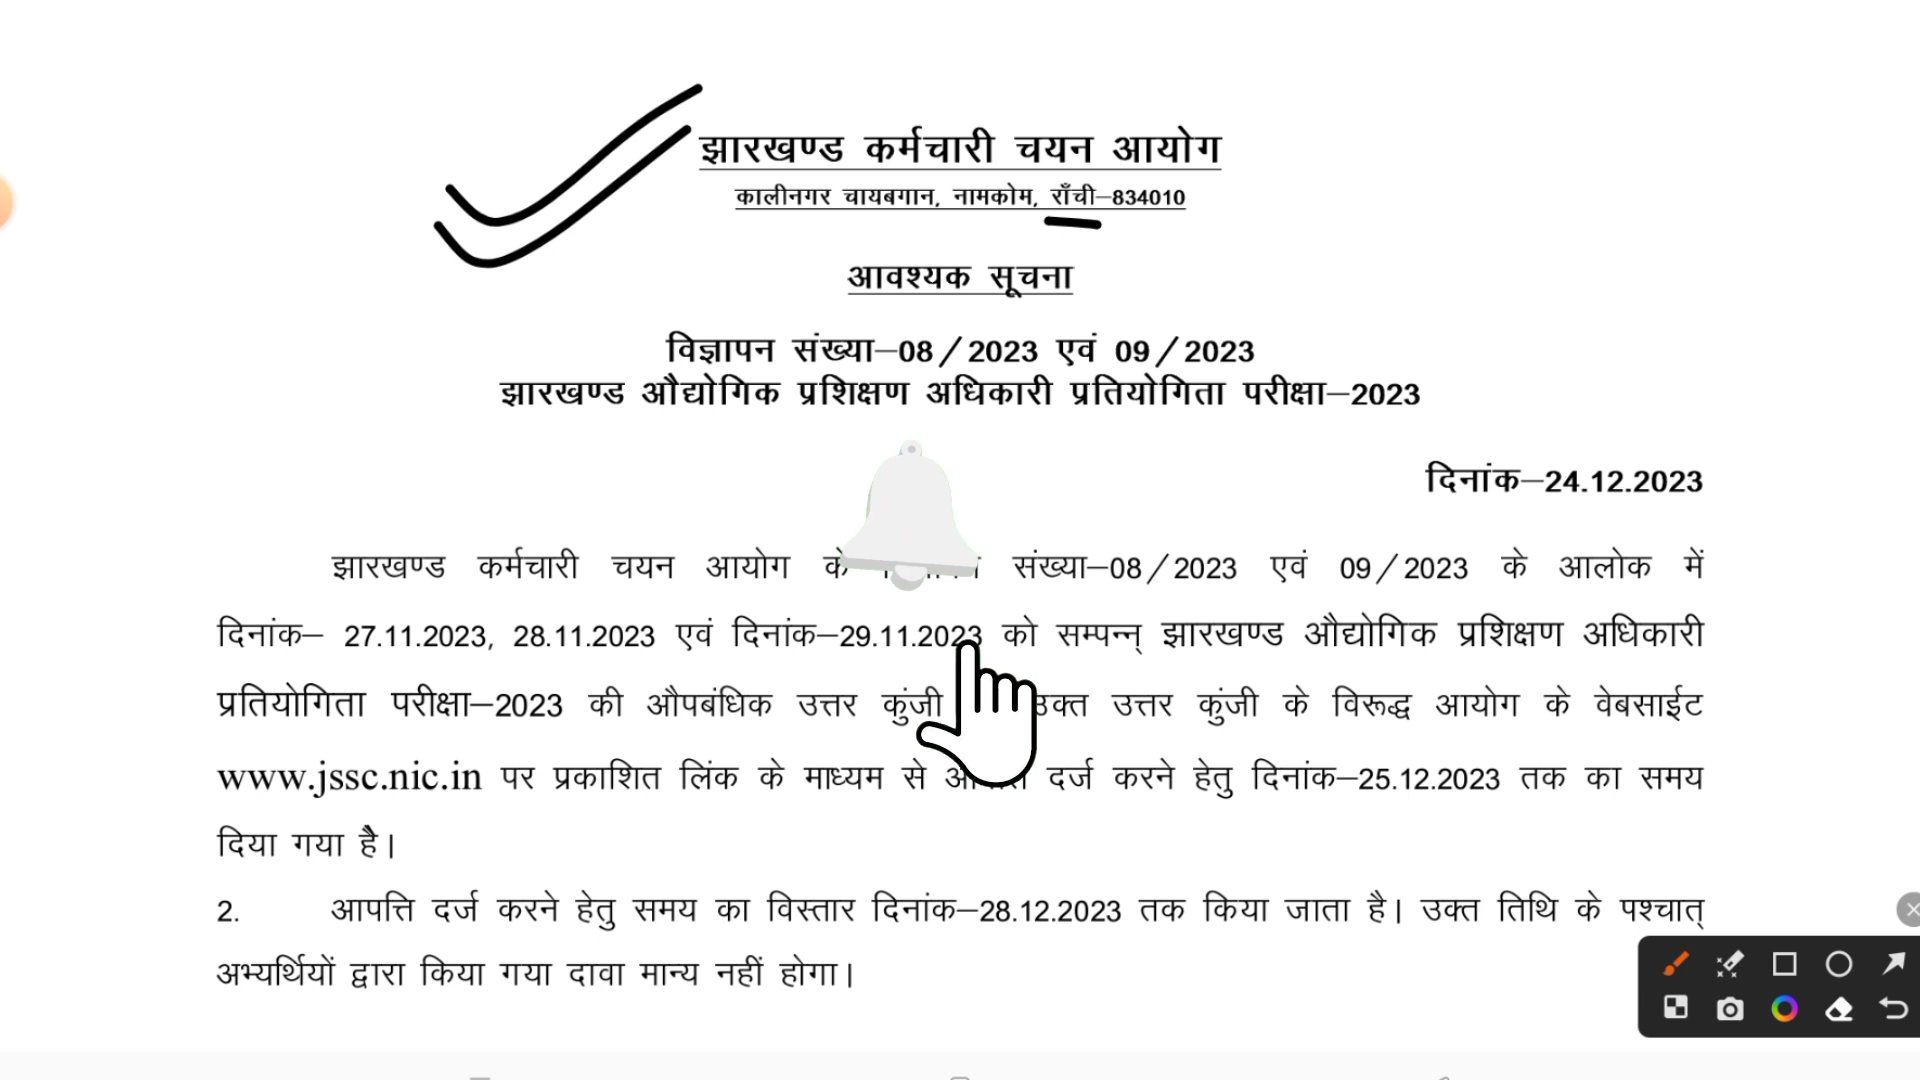 झारखण्ड कर्मचारी चयन आयोग
कालीनगर चायबगान, नामकोम, राँची–834010
आवश्यक सूचना
विज्ञापन संख्या–08/2023 एवं 09/2023
झारखण्ड औद्योगिक प्रशिक्षण अधिकारी प्रतियोगिता परीक्षा–2023
दिनांक–24.12.2023
झारखण्ड कर्मचारी चयन आयोग के संख्या–08/2023 एवं 09/2023 के आलोक में
दिनांक– 27.11.2023, 28.11.2023 एवं दिनांक–29.11.2023 को सम्पन्न् झारखण्ड औद्योगिक प्रशिक्षण अधिकारी
प्रतियोगिता परीक्षा–2023 की औपबंधिक उत्तर कुंजी उक्त उत्तर कुंजी के विरूद्ध आयोग के वेबसाईट
www.jssc.nic.in पर प्रकाशित लिंक के माध्यम से दर्ज करने हेतु दिनांक–25.12.2023 तक का समय
दिया गया है।
2. आपत्ति दर्ज करने हेतु समय का विस्तार दिनांक–28.12.2023 तक किया जाता है। उक्त तिथि के पश्चात्
अभ्यर्थियों द्वारा किया गया दावा मान्य नहीं होगा।